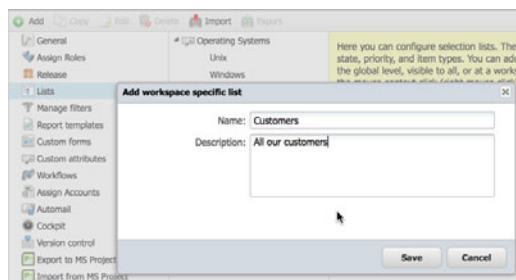 Add Copy Edit Delete Import Export
General
Assign Roles
Release
Lists
Manage filters
Report templates
Custom forms
Custom attributes
Workflows
Assign Accounts
Automail
Cockpit
Version control
Export to MS Project
Import from MS Project
Operating Systems
Unix
Windows
Here you can configure selection lists. The
state, priority, and item types. You can add
the global level, visible to all, or at a works
Add workspace specific list
Name: Customers
Description: All our customers
Save Cancel